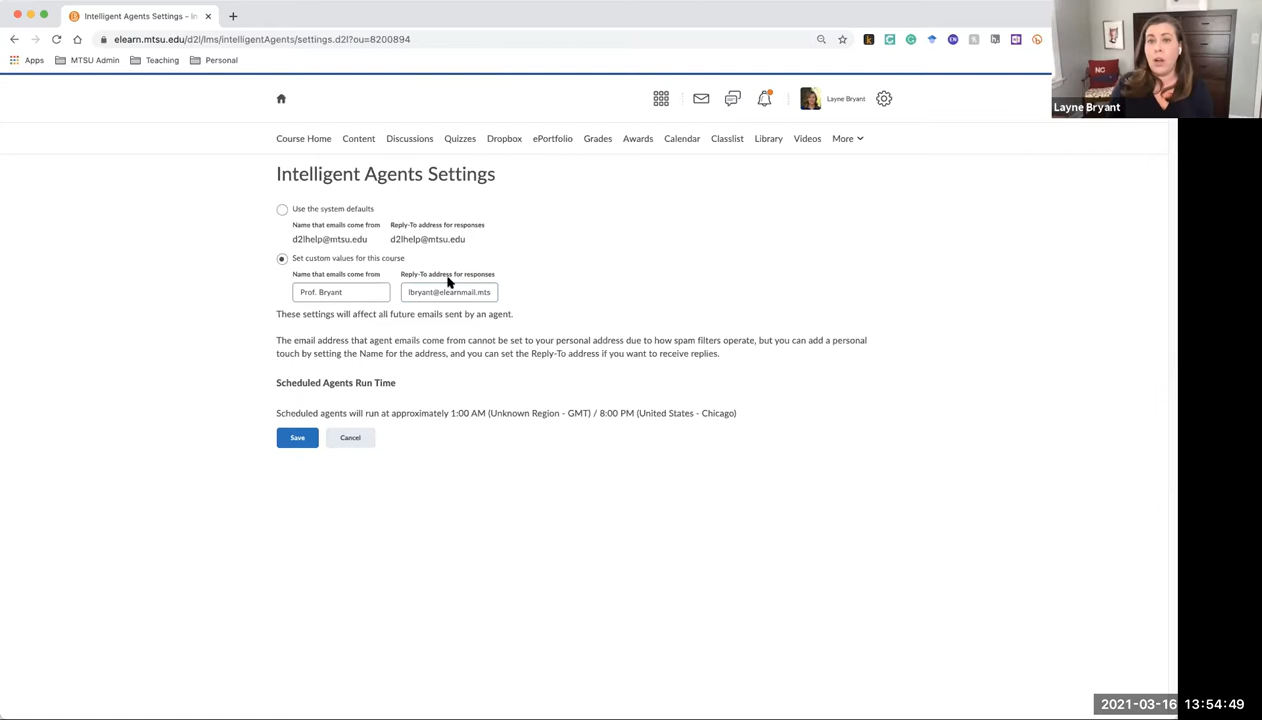 Intelligent Agents Settings - In
elearn.mtsu.edu/d2l/lms/intelligentAgents/settings.d2l?ou=8200894
Apps MTSU Admin Teaching Personal
NC
Layne Bryant
Layne Bryant
Course Home Content Discussions Quizzes Dropbox ePortfolio Grades Awards Calendar Classlist Library Videos More
Intelligent Agents Settings
Use the system defaults
Name that emails come from Reply-To address for responses
d2lhelp@mtsu.edu d2lhelp@mtsu.edu
Set custom values for this course
Name that emails come from Reply-To address for responses
Prof. Bryant lbryant@elearnmail.mts
These settings will affect all future emails sent by an agent.
The email address that agent emails come from cannot be set to your personal address due to how spam filters operate, but you can add a personal
touch by setting the Name for the address, and you can set the Reply-To address if you want to receive replies.
Scheduled Agents Run Time
Scheduled agents will run at approximately 1:00 AM (Unknown Region - GMT) / 8:00 PM (United States - Chicago)
Save Cancel
2021-03-16 13:54:49